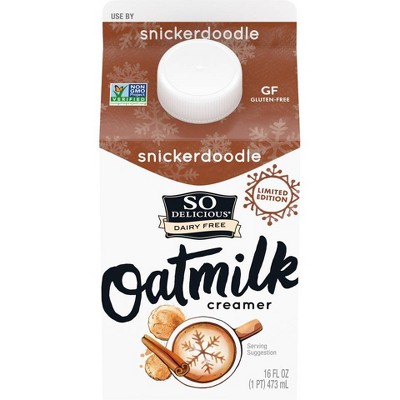 USE BY
snickerdoodle
NON
GMO
Project
VERIFIED
GF
GLUTEN-FREE
snickerdoodle
SO
DELICIOUS®
DAIRY FREE
LIMITED
EDITION
Oatmilk
creamer
Serving
Suggestion
16 FL OZ
(1 PT) 473 mL